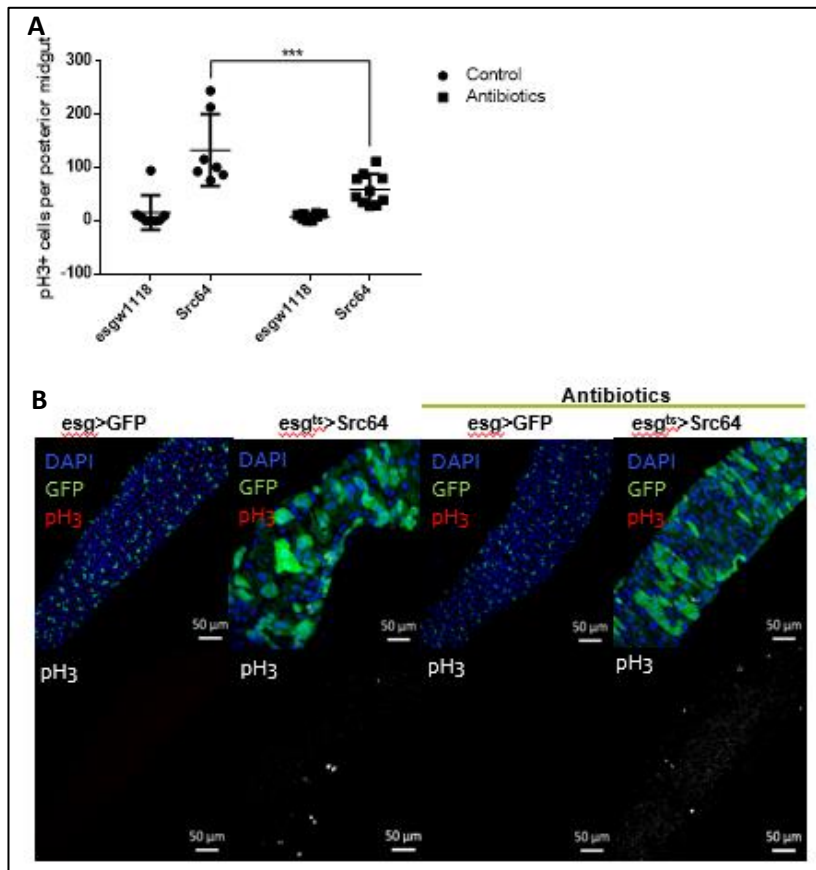 A
pH3+ cells per posterior midgut
300
200
100
0
-100
***
Control
Antibiotics
esgw1118
Src64
esgw1118
Src64
B
Antibiotics
esg>GFP
esgᵗˢ>Src64
esg>GFP
esgᵗˢ>Src64
DAPI
GFP
pH3
50 µm
DAPI
GFP
pH3
50 µm
DAPI
GFP
pH3
50 µm
DAPI
GFP
pH3
50 µm
pH3
50 µm
pH3
50 µm
pH3
50 µm
pH3
50 µm